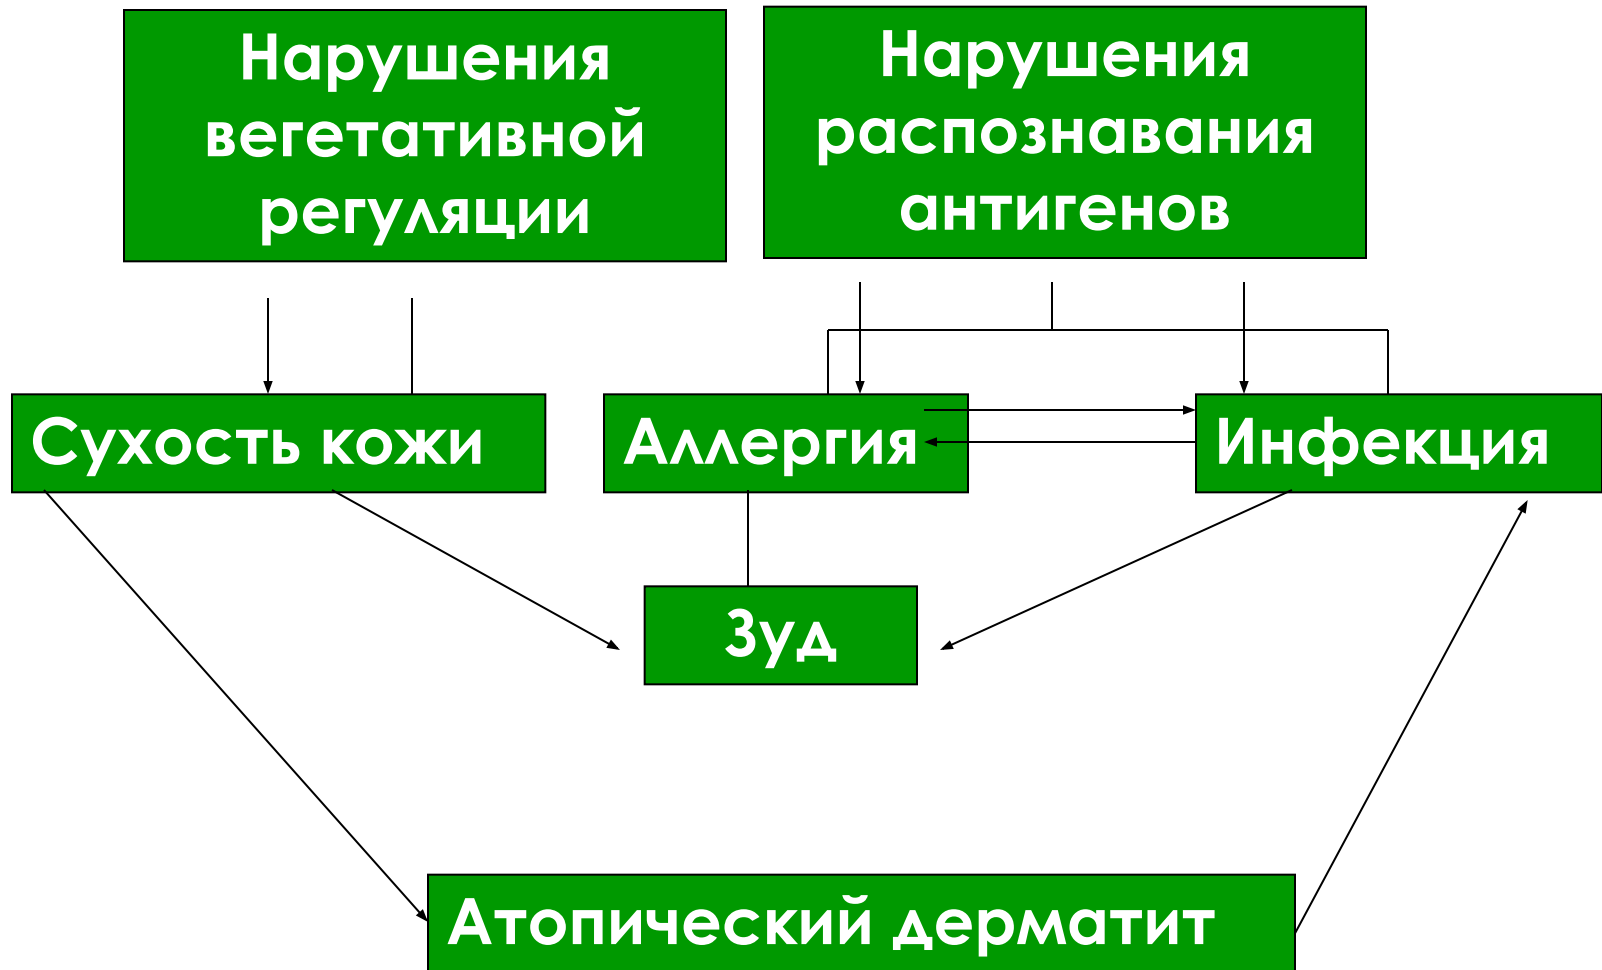 Нарушения
вегетативной
регуляции
Нарушения
распознавания
антигенов
Сухость кожи
Аллергия
Инфекция
Зуд
Атопический дерматит